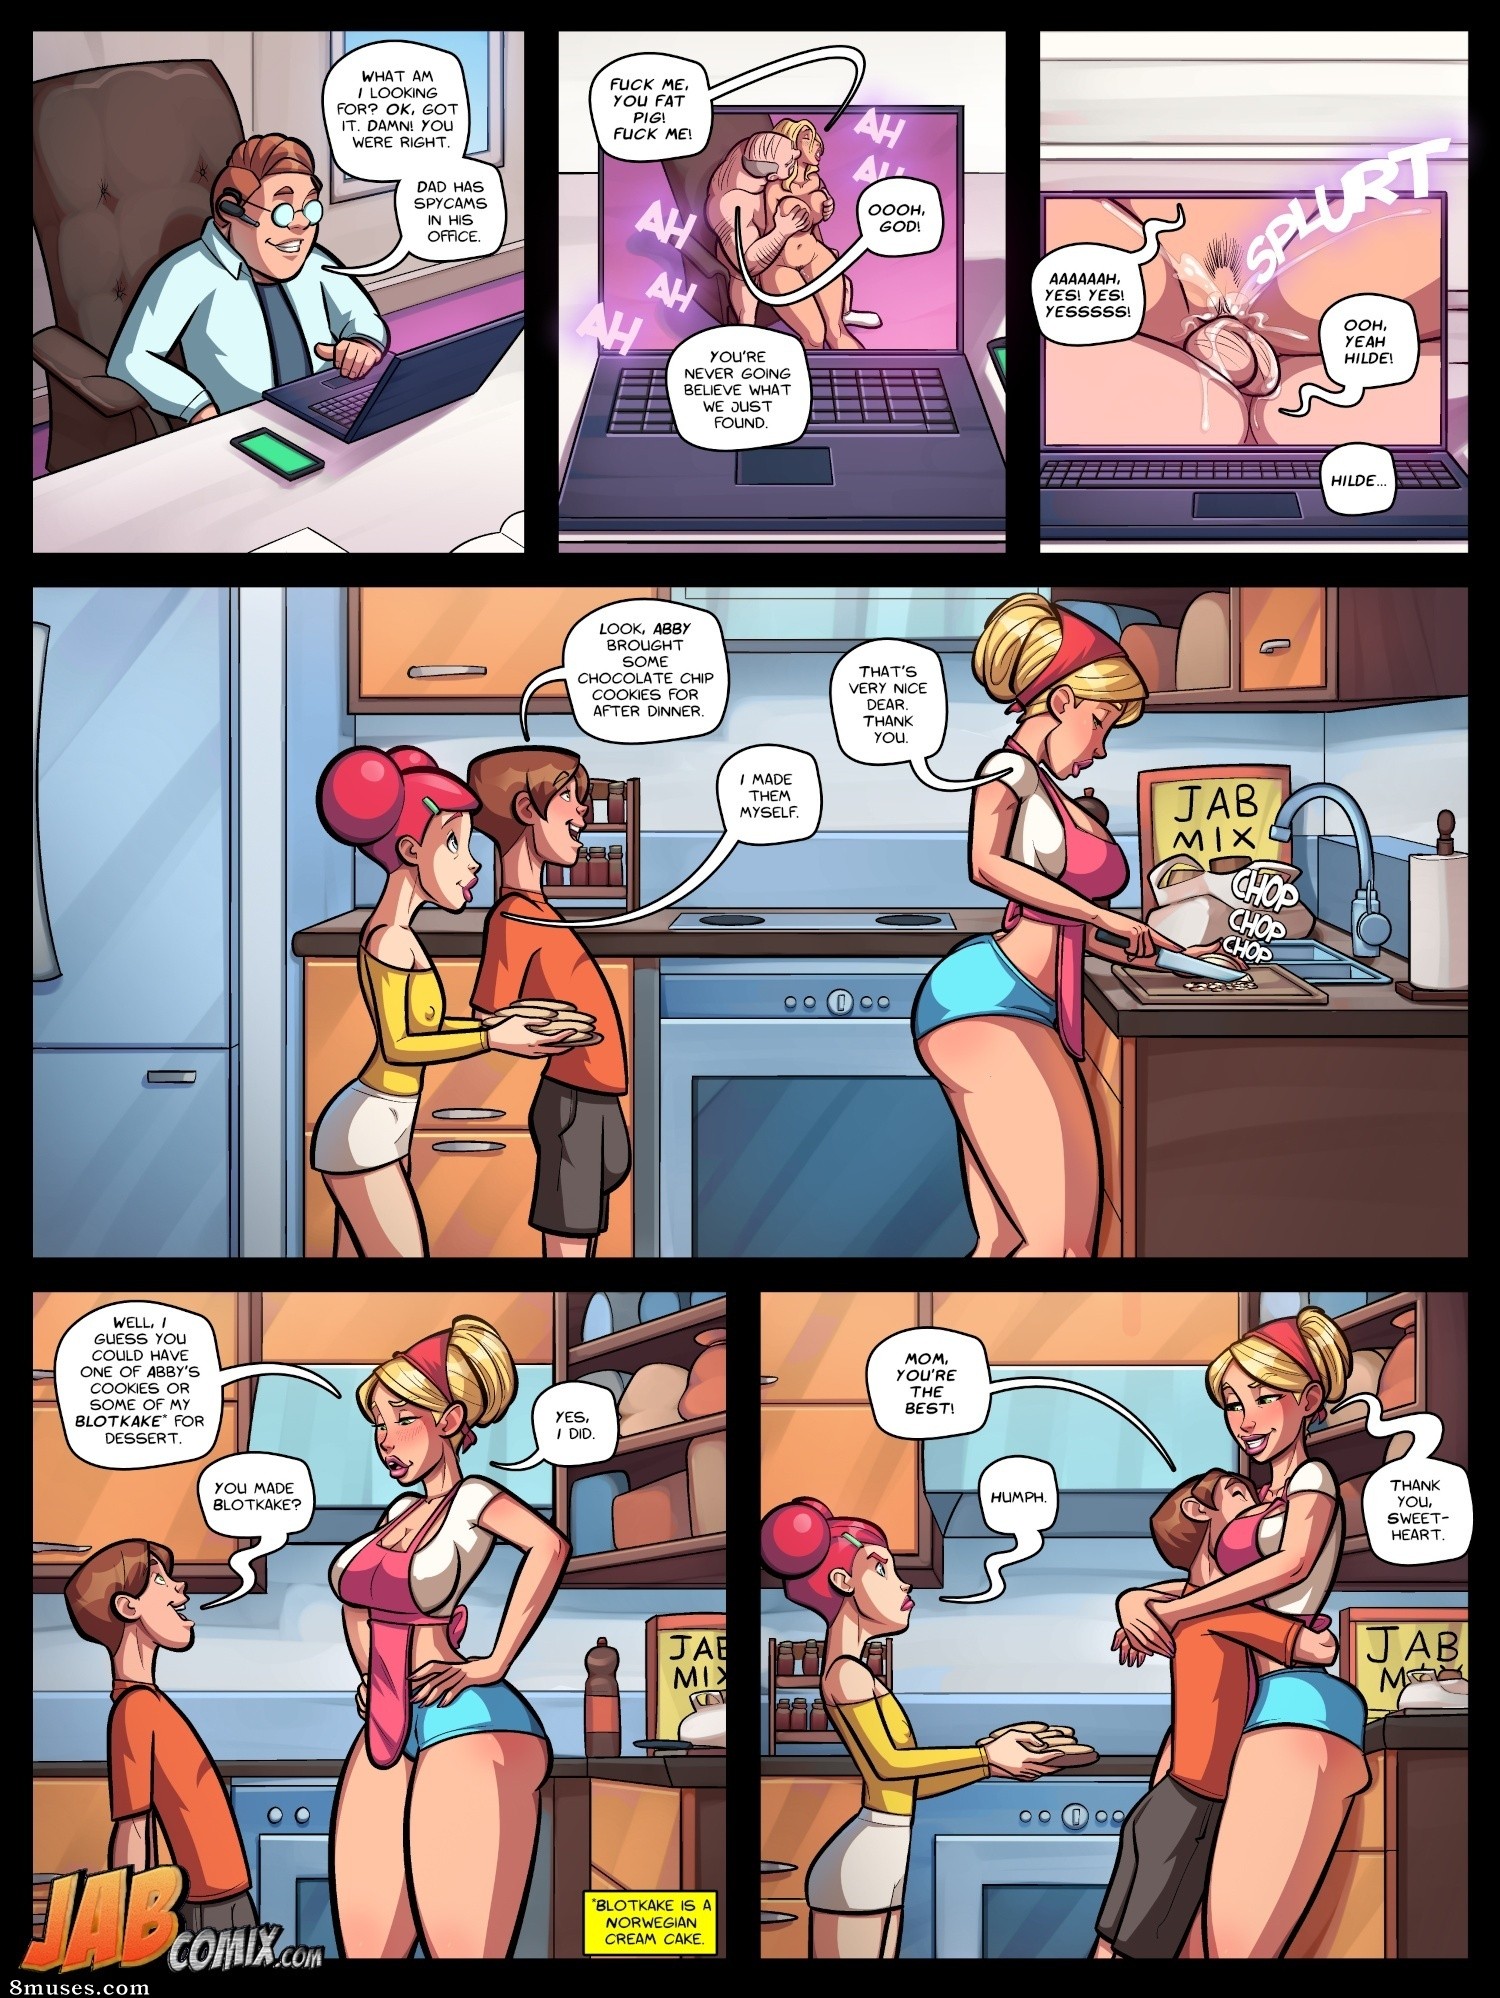 WHAT AM
I LOOKING
FOR? OK, GOT
IT. DAMN! YOU
WERE RIGHT.
DAD HAS
SPYCAMS
IN HIS
OFFICE.
FUCK ME,
YOU FAT
PIG!
FUCK ME!
AH
AH
AH
AH
AH
OOOH,
GOD!
YOU'RE
NEVER GOING
BELIEVE WHAT
WE JUST
FOUND.
SPLURT
AAAAAAH,
YES! YES!
YESSSSS!
OOH,
YEAH
HILDE!
HILDE...
LOOK, ABBY
BROUGHT
SOME
CHOCOLATE CHIP
COOKIES FOR
AFTER DINNER.
I MADE
THEM
MYSELF.
THAT'S
VERY NICE
DEAR.
THANK
YOU.
JAB
MIX
CHOP
CHOP
CHOP
WELL, I
GUESS YOU
COULD HAVE
ONE OF ABBY'S
COOKIES OR
SOME OF MY
BLOTKAKE* FOR
DESSERT.
YOU MADE
BLOTKAKE?
YES,
I DID.
JAB
MIX
*BLOTKAKE IS A
NORWEGIAN
CREAM CAKE.
MOM,
YOU'RE
THE
BEST!
HUMPH.
THANK
YOU,
SWEET-
HEART.
JAB
MIX
JAB
COMIX.com
8muses.com